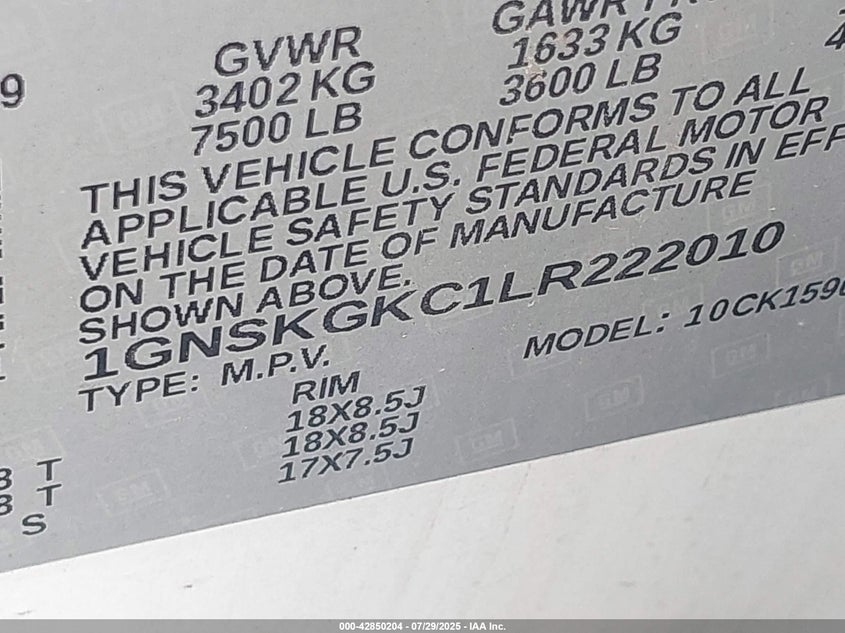 GVWR
3402 KG
7500 LB
1633 KG
3600 LB
9
4
THIS VEHICLE CONFORMS TO ALL
APPLICABLE U.S. FEDERAL MOTOR
VEHICLE SAFETY STANDARDS IN EFF
ON THE DATE OF MANUFACTURE
SHOWN ABOVE.
1GNSKGKC1LR222010
TYPE: M.P.V.
MODEL: 10CK159
RIM
18X8.5J
18X8.5J
17X7.5J
T
T
S
000-42850204 - 07/29/2025 - IAA Inc.